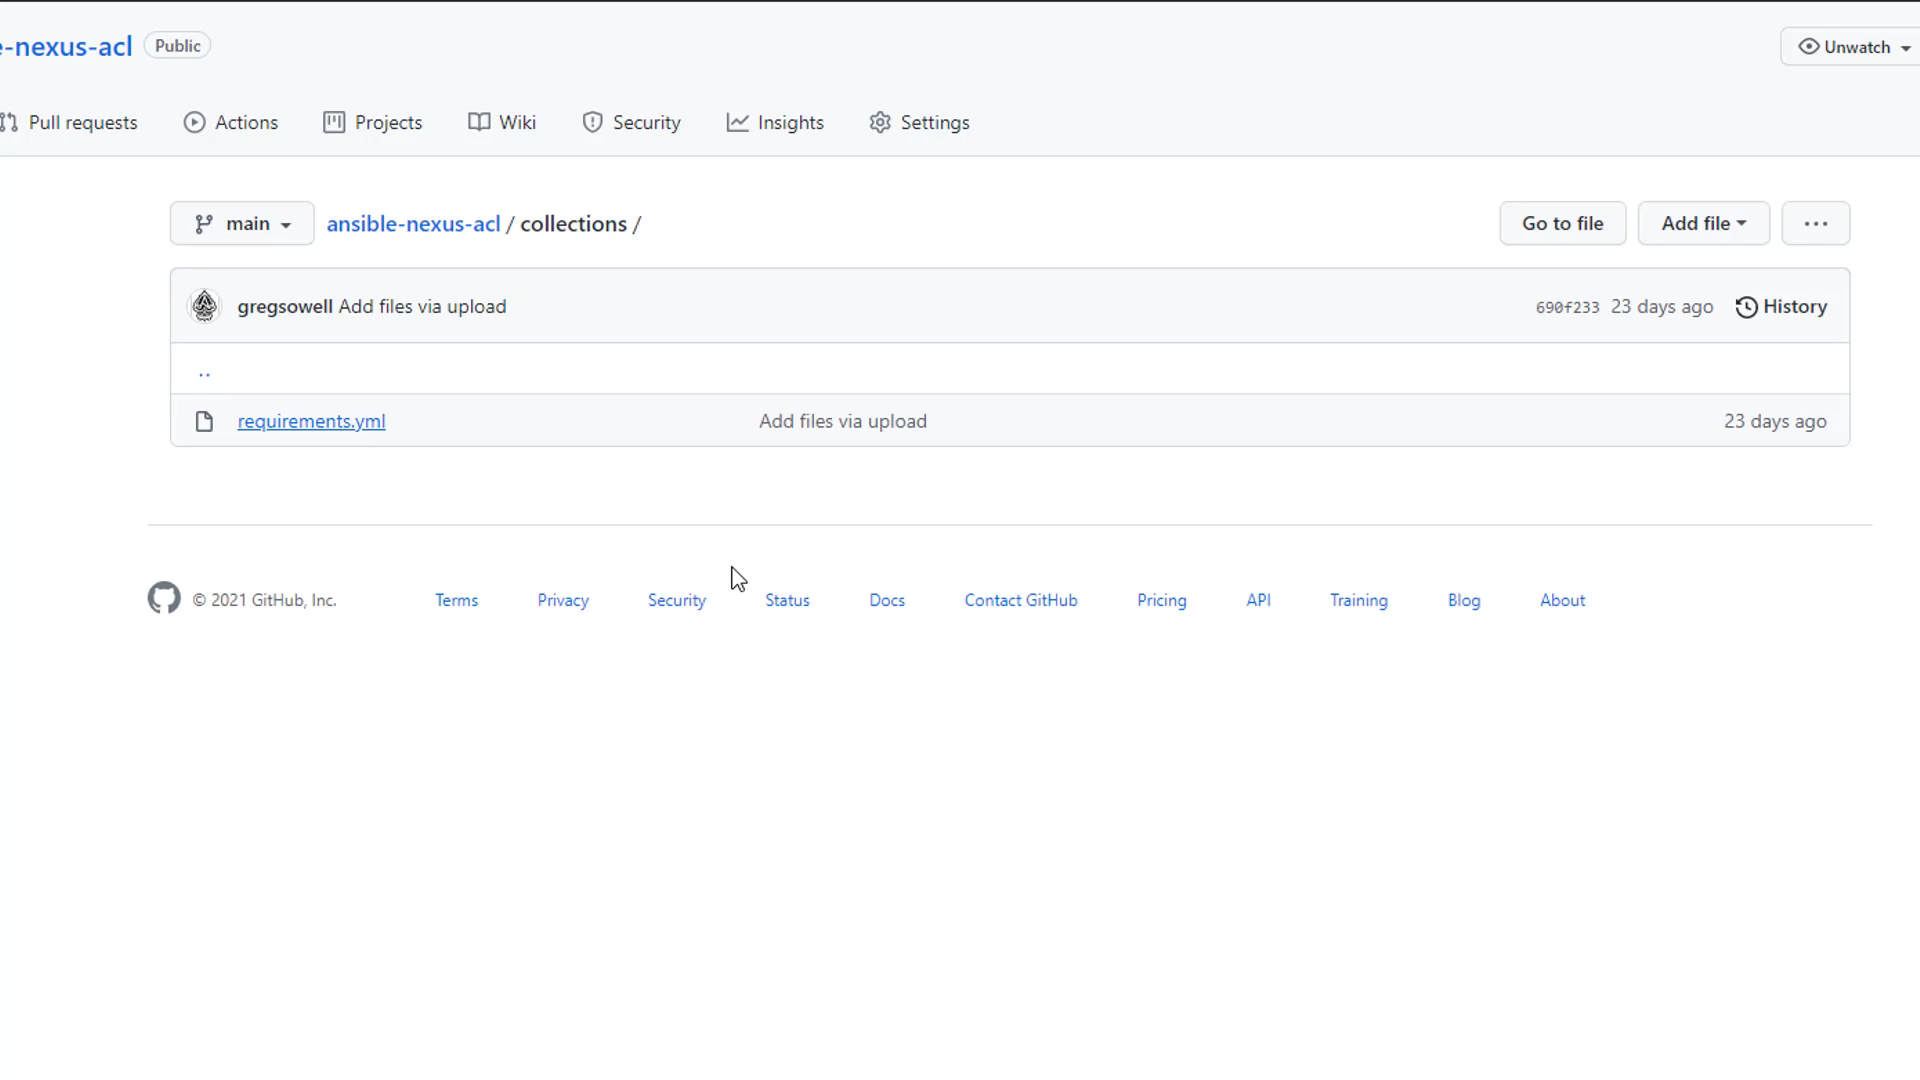 e-nexus-acl Public Unwatch
Pull requests Actions Projects Wiki Security Insights Settings
main ansible-nexus-acl / collections / Go to file Add file ...
gregsowell Add files via upload 690f233 23 days ago History
..
requirements.yml Add files via upload 23 days ago
© 2021 GitHub, Inc. Terms Privacy Security Status Docs Contact GitHub Pricing API Training Blog About